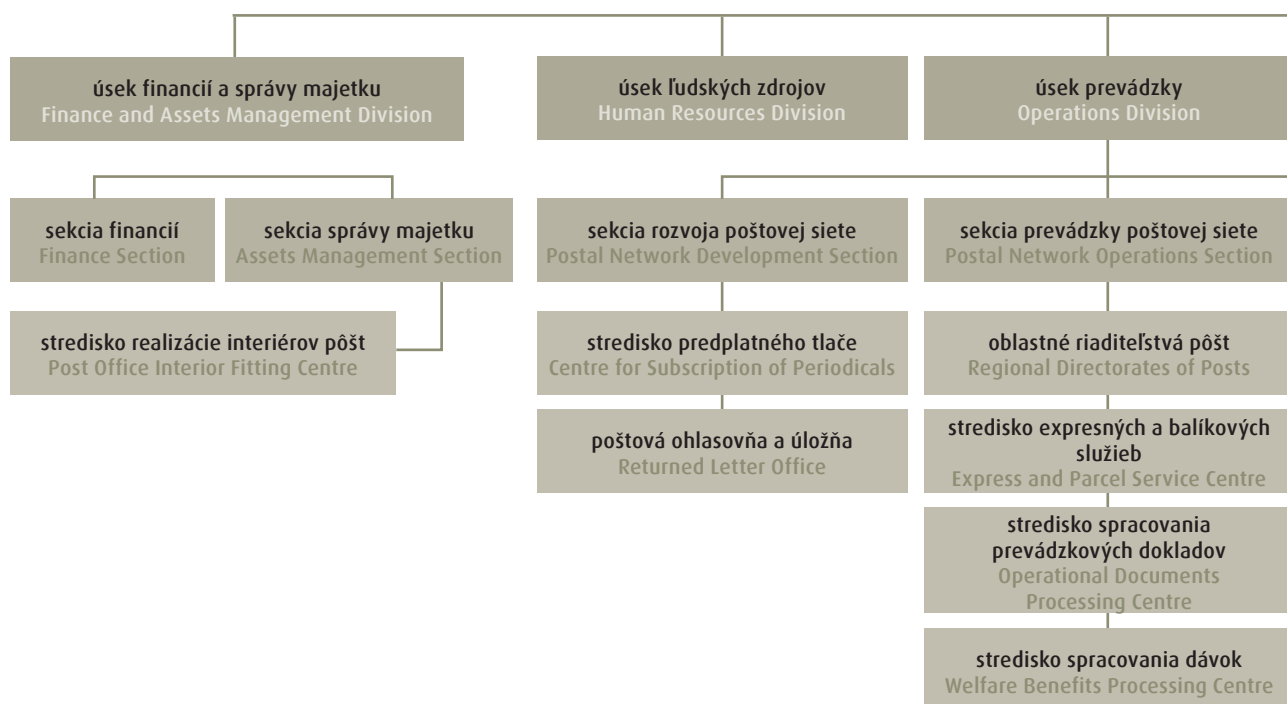 úsek financií a správy majetku
Finance and Assets Management Division
úsek ľudských zdrojov
Human Resources Division
úsek prevádzky
Operations Division
sekcia financií
Finance Section
sekcia správy majetku
Assets Management Section
sekcia rozvoja poštovej siete
Postal Network Development Section
sekcia prevádzky poštovej siete
Postal Network Operations Section
stredisko realizácie interiérov pôšt
Post Office Interior Fitting Centre
stredisko predplatného tlače
Centre for Subscription of Periodicals
oblastné riaditeľstvá pôšt
Regional Directorates of Posts
poštová ohlasovňa a úložňa
Returned Letter Office
stredisko expresných a balíkových
služieb
Express and Parcel Service Centre
stredisko spracovania
prevádzkových dokladov
Operational Documents
Processing Centre
stredisko spracovania dávok
Welfare Benefits Processing Centre